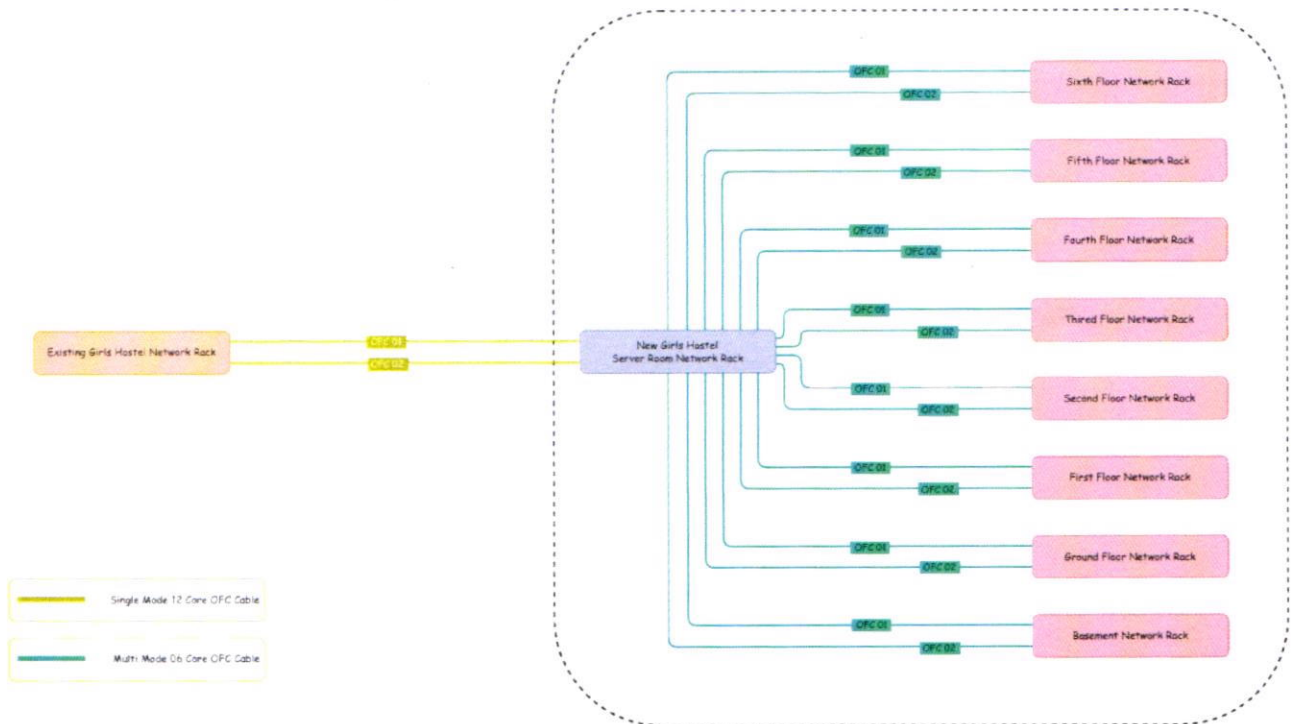 OFC 01
Sixth Floor Network Rack
OFC 02
OFC 01
Fifth Floor Network Rack
OFC 02
OFC 01
Fourth Floor Network Rack
OFC 02
OFC 01
Thired Floor Network Rack
OFC 02
Existing Girls Hostel Network Rack
OFC 01
OFC 02
New Girls Hostel
Server Room Network Rack
OFC 01
Second Floor Network Rack
OFC 02
OFC 01
First Floor Network Rack
OFC 02
OFC 01
Ground Floor Network Rack
OFC 02
OFC 01
Basement Network Rack
OFC 02
Single Mode 12 Core OFC Cable
Multi Mode 06 Core OFC Cable